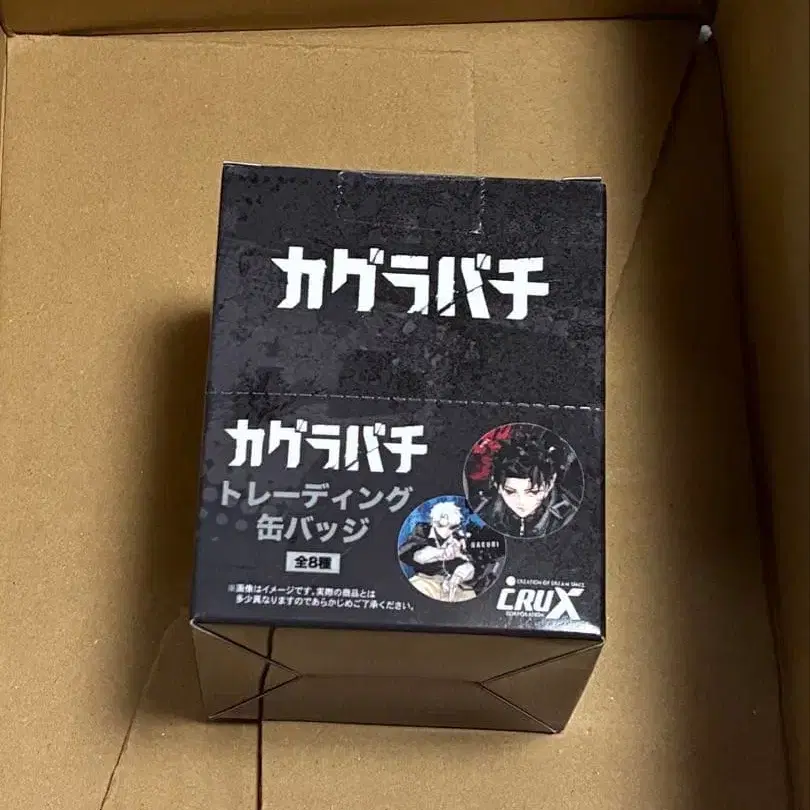 カグラバチ
カグラバチ
トレーディング
缶バッジ
全8種
HAKURI
※画像はイメージです。実際の商品とは
多少異なりますのであらかじめご了承ください。
CREATION OF DREAM SPACE
CRUX
CORPORATION